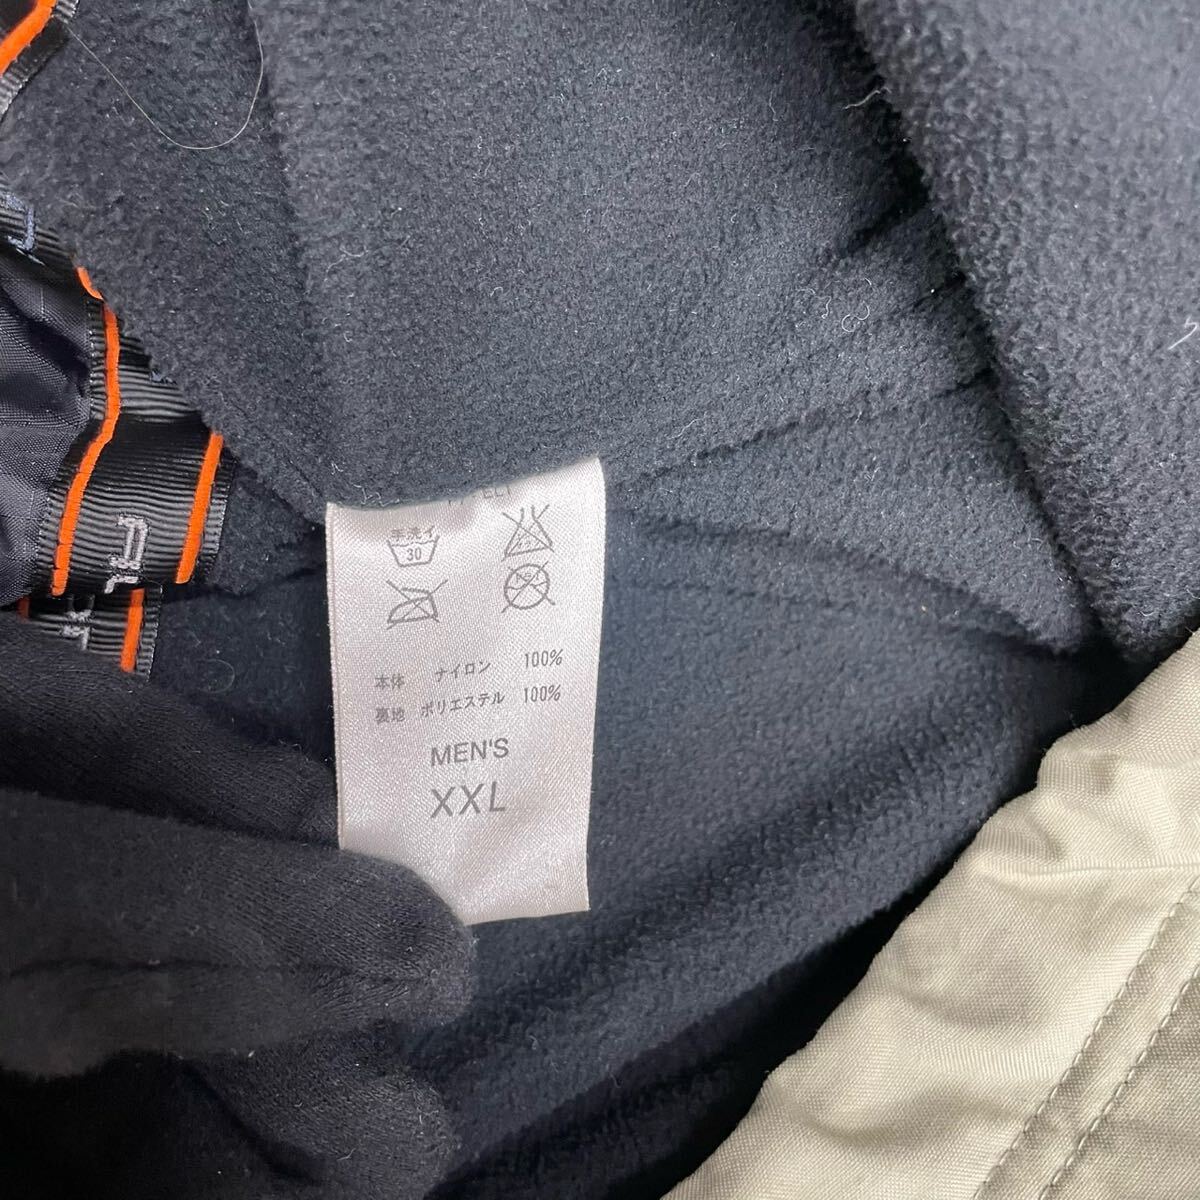 手洗イ
30
本体 ナイロン 100%
裏地 ポリエステル 100%
MEN'S
XXL